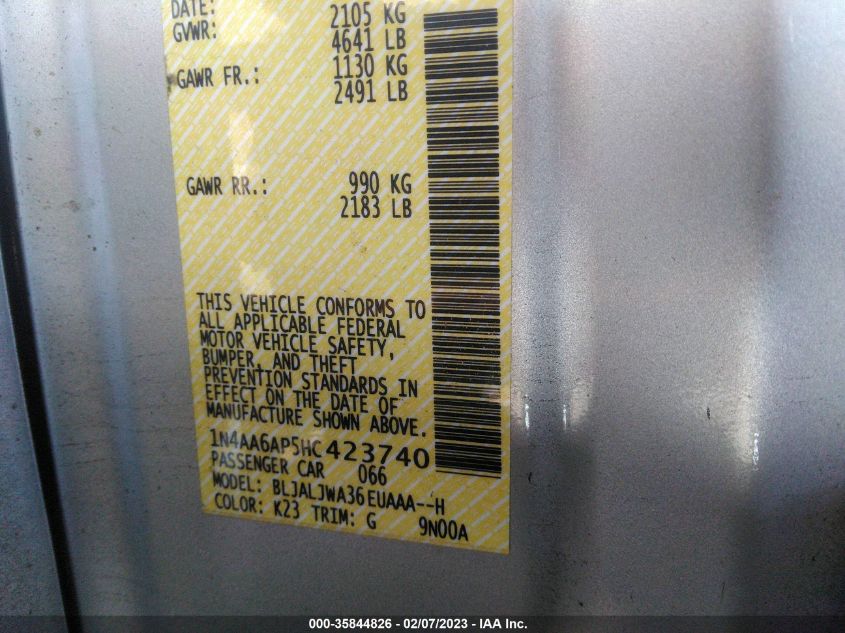 DATE:
GVWR: 2105 KG
4641 LB
GAWR FR.: 1130 KG
2491 LB
GAWR RR.: 990 KG
2183 LB
THIS VEHICLE CONFORMS TO
ALL APPLICABLE FEDERAL
MOTOR VEHICLE SAFETY,
BUMPER, AND THEFT
PREVENTION STANDARDS IN
EFFECT ON THE DATE OF
MANUFACTURE SHOWN ABOVE.
1N4AA6AP5HC423740
PASSENGER CAR 066
MODEL: BLJALJWA36EUAAA--H
COLOR: K23 TRIM: G 9N00A
000-35844826 - 02/07/2023 - IAA Inc.